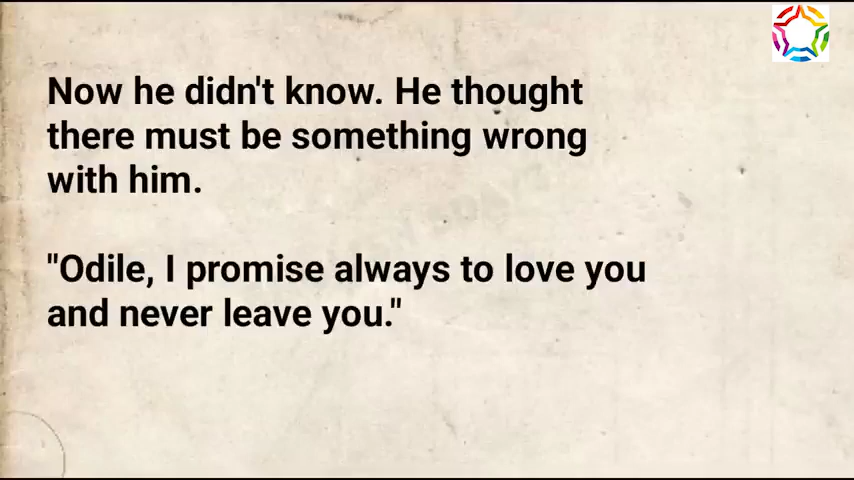 Now he didn't know. He thought
there must be something wrong
with him.
"Odile, I promise always to love you
and never leave you."